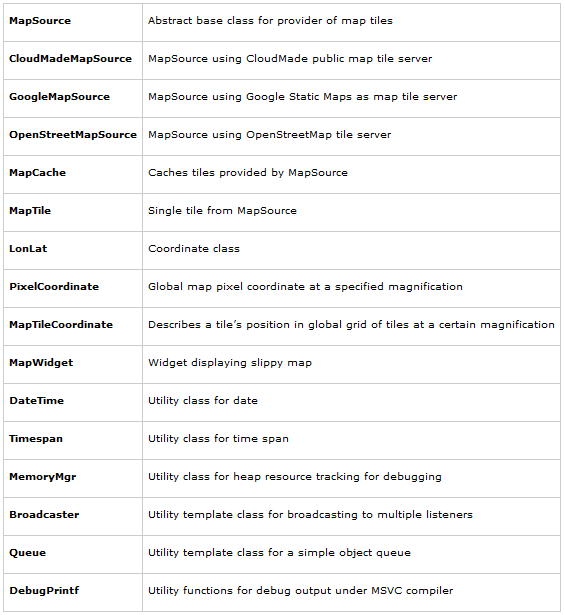 MapSource Abstract base class for provider of map tiles
CloudMadeMapSource MapSource using CloudMade public map tile server
GoogleMapSource MapSource using Google Static Maps as map tile server
OpenStreetMapSource MapSource using OpenStreetMap tile server
MapCache Caches tiles provided by MapSource
MapTile Single tile from MapSource
LonLat Coordinate class
PixelCoordinate Global map pixel coordinate at a specified magnification
MapTileCoordinate Describes a tile’s position in global grid of tiles at a certain magnification
MapWidget Widget displaying slippy map
DateTime Utility class for date
Timespan Utility class for time span
MemoryMgr Utility class for heap resource tracking for debugging
Broadcaster Utility template class for broadcasting to multiple listeners
Queue Utility template class for a simple object queue
DebugPrintf Utility functions for debug output under MSVC compiler